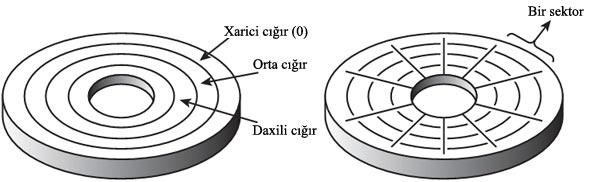 Xarici cığır (0)
Orta cığır
Daxili cığır
Bir sektor